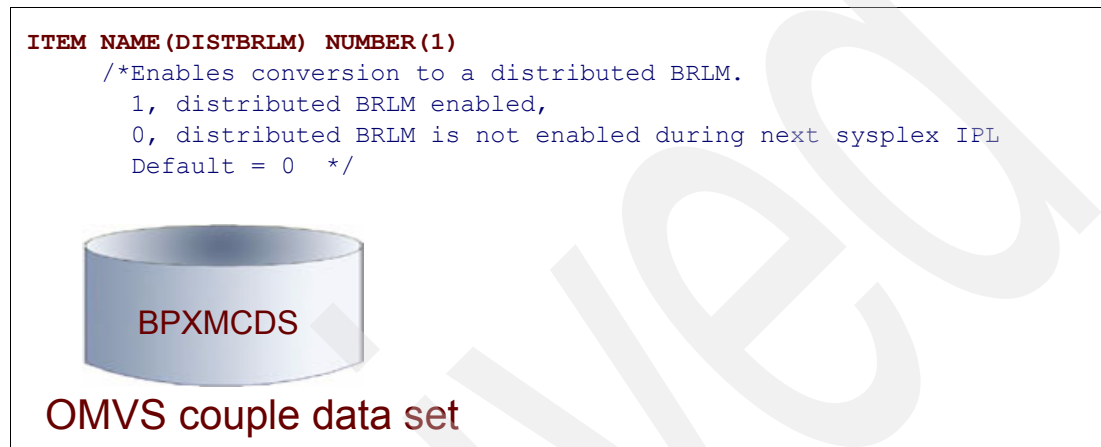 ITEM NAME(DISTBRLM) NUMBER(1)
/*Enables conversion to a distributed BRLM.
1, distributed BRLM enabled,
0, distributed BRLM is not enabled during next sysplex IPL
Default = 0 */
BPXMCDS
OMVS couple data set